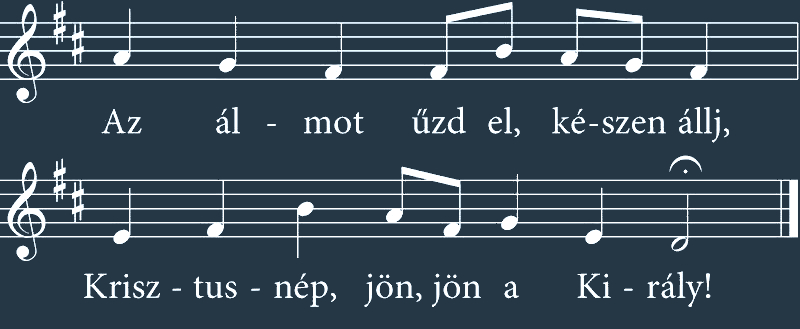 Az ál - mot űzd el, ké-szen állj,
Krisz - tus - nép, jön, jön a Ki - rály!